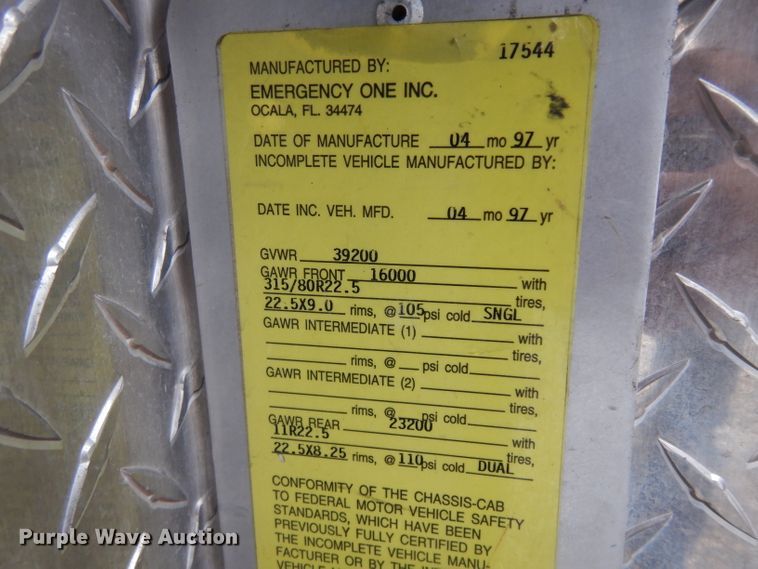 17544
MANUFACTURED BY:
EMERGENCY ONE INC.
OCALA, FL. 34474
DATE OF MANUFACTURE 04 mo 97 yr
INCOMPLETE VEHICLE MANUFACTURED BY:
DATE INC. VEH. MFD. 04 mo 97 yr
GVWR 39200
GAWR FRONT 16000 with
315/80R22.5 tires,
22.5X9.0 rims, @ 105 psi cold SNGL
GAWR INTERMEDIATE (1) with
tires,
rims, @ psi cold
GAWR INTERMEDIATE (2) with
tires,
rims, @ psi cold
GAWR REAR 23200 with
11R22.5 tires,
22.5X8.25 rims, @ 110 psi cold DUAL
CONFORMITY OF THE CHASSIS-CAB
TO FEDERAL MOTOR VEHICLE SAFETY
STANDARDS, WHICH HAVE BEEN
PREVIOUSLY FULLY CERTIFIED BY
THE INCOMPLETE VEHICLE MANU-
FACTURER OR BY THE
VEHICLE
Purple Wave Auction